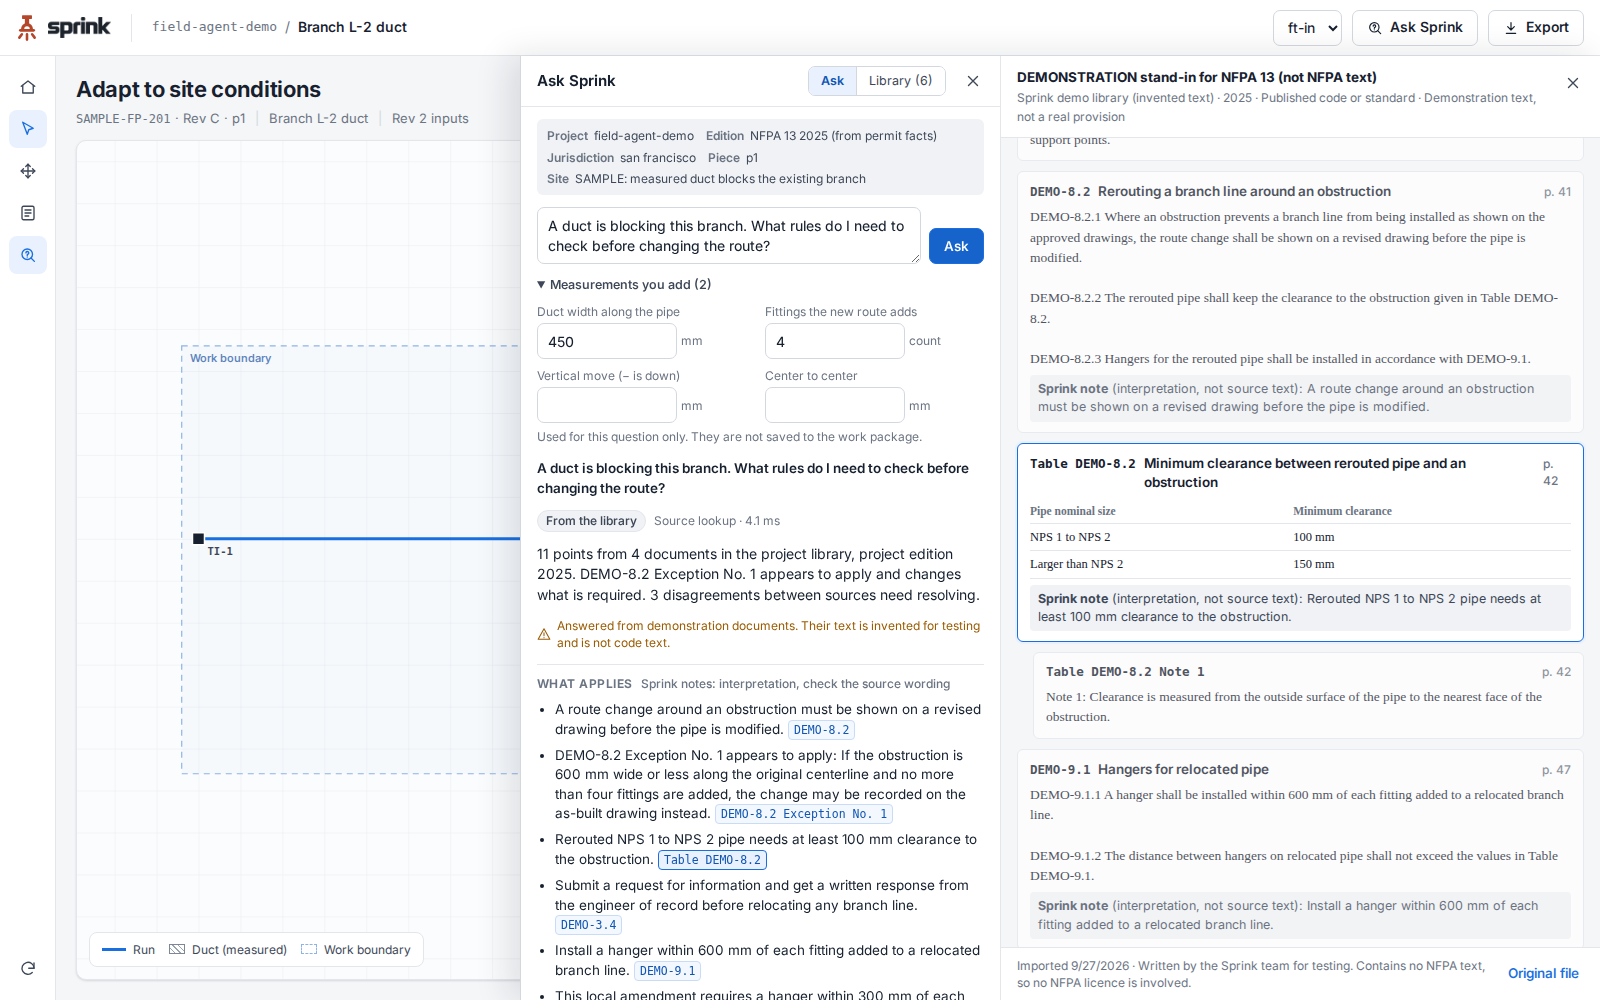 sprink
field-agent-demo / Branch L-2 duct
ft-in
Ask Sprink
Export
Adapt to site conditions
SAMPLE-FP-201 · Rev C · p1
Branch L-2 duct
Rev 2 inputs
Work boundary
TI-1
Run
Duct (measured)
Work boundary
Ask Sprink
Ask
Library (6)
Project field-agent-demo Edition NFPA 13 2025 (from permit facts)
Jurisdiction san francisco Piece p1
Site SAMPLE: measured duct blocks the existing branch
A duct is blocking this branch. What rules do I need to
check before changing the route?
Ask
▼ Measurements you add (2)
Duct width along the pipe
450 mm
Fittings the new route adds
4 count
Vertical move (− is down)
mm
Center to center
mm
Used for this question only. They are not saved to the work package.
A duct is blocking this branch. What rules do I need to check before
changing the route?
From the library
Source lookup · 4.1 ms
11 points from 4 documents in the project library, project edition
2025. DEMO-8.2 Exception No. 1 appears to apply and changes
what is required. 3 disagreements between sources need resolving.
Answered from demonstration documents. Their text is invented for testing
and is not code text.
WHAT APPLIES Sprink notes: interpretation, check the source wording
• A route change around an obstruction must be shown on a revised
drawing before the pipe is modified. DEMO-8.2
• DEMO-8.2 Exception No. 1 appears to apply: If the obstruction is
600 mm wide or less along the original centerline and no more
than four fittings are added, the change may be recorded on the
as-built drawing instead. DEMO-8.2 Exception No. 1
• Rerouted NPS 1 to NPS 2 pipe needs at least 100 mm clearance to
the obstruction. Table DEMO-8.2
• Submit a request for information and get a written response from
the engineer of record before relocating any branch line.
DEMO-3.4
• Install a hanger within 600 mm of each fitting added to a relocated
branch line. DEMO-9.1
• This local amendment requires a hanger within 300 mm of each
DEMONSTRATION stand-in for NFPA 13 (not NFPA text)
Sprink demo library (invented text) · 2025 · Published code or standard · Demonstration text,
not a real provision
support points.
DEMO-8.2 Rerouting a branch line around an obstruction p. 41
DEMO-8.2.1 Where an obstruction prevents a branch line from being installed as shown on the
approved drawings, the route change shall be shown on a revised drawing before the pipe is
modified.
DEMO-8.2.2 The rerouted pipe shall keep the clearance to the obstruction given in Table DEMO-
8.2.
DEMO-8.2.3 Hangers for the rerouted pipe shall be installed in accordance with DEMO-9.1.
Sprink note (interpretation, not source text): A route change around an obstruction
must be shown on a revised drawing before the pipe is modified.
Table DEMO-8.2 Minimum clearance between rerouted pipe and an p.
obstruction 42
Pipe nominal size Minimum clearance
NPS 1 to NPS 2 100 mm
Larger than NPS 2 150 mm
Sprink note (interpretation, not source text): Rerouted NPS 1 to NPS 2 pipe needs at
least 100 mm clearance to the obstruction.
Table DEMO-8.2 Note 1 p. 42
Note 1: Clearance is measured from the outside surface of the pipe to the nearest face of the
obstruction.
DEMO-9.1 Hangers for relocated pipe p. 47
DEMO-9.1.1 A hanger shall be installed within 600 mm of each fitting added to a relocated branch
line.
DEMO-9.1.2 The distance between hangers on relocated pipe shall not exceed the values in Table
DEMO-9.1.
Sprink note (interpretation, not source text): Install a hanger within 600 mm of each
fitting added to a relocated branch line.
Imported 9/27/2026 · Written by the Sprink team for testing. Contains no NFPA text,
so no NFPA licence is involved.
Original file